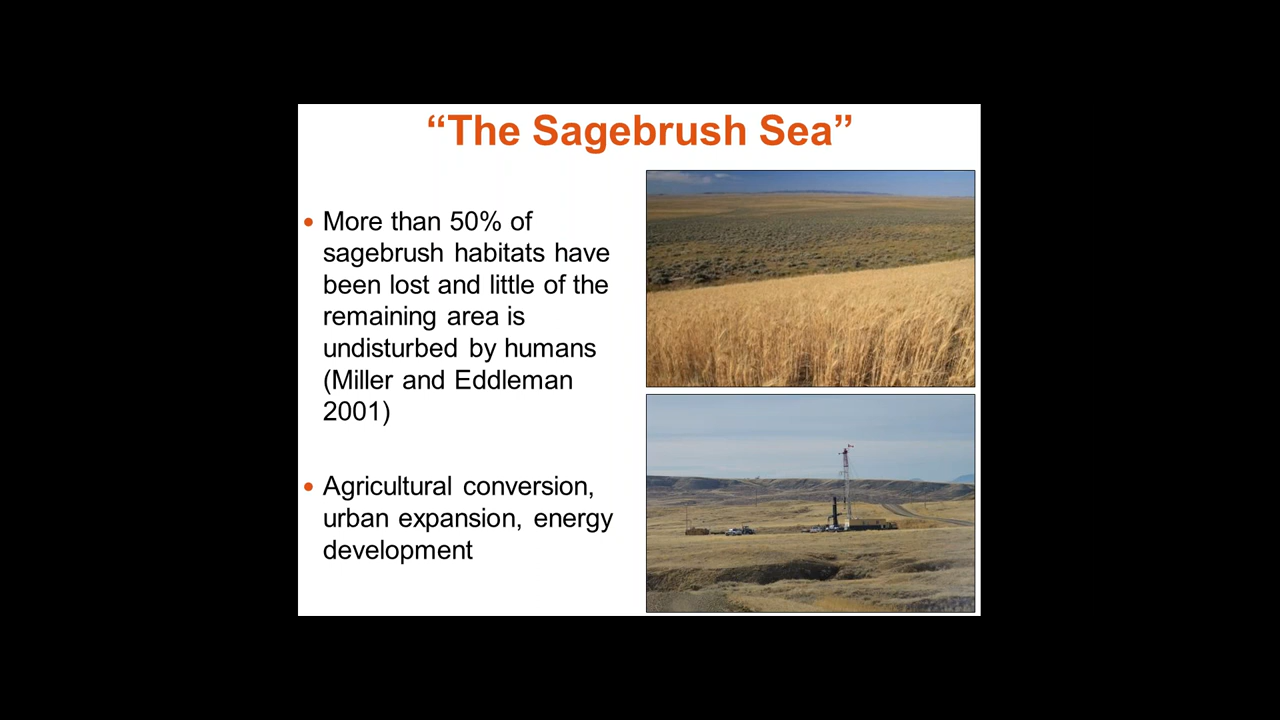 “The Sagebrush Sea”
• More than 50% of
sagebrush habitats have
been lost and little of the
remaining area is
undisturbed by humans
(Miller and Eddleman
2001)
• Agricultural conversion,
urban expansion, energy
development